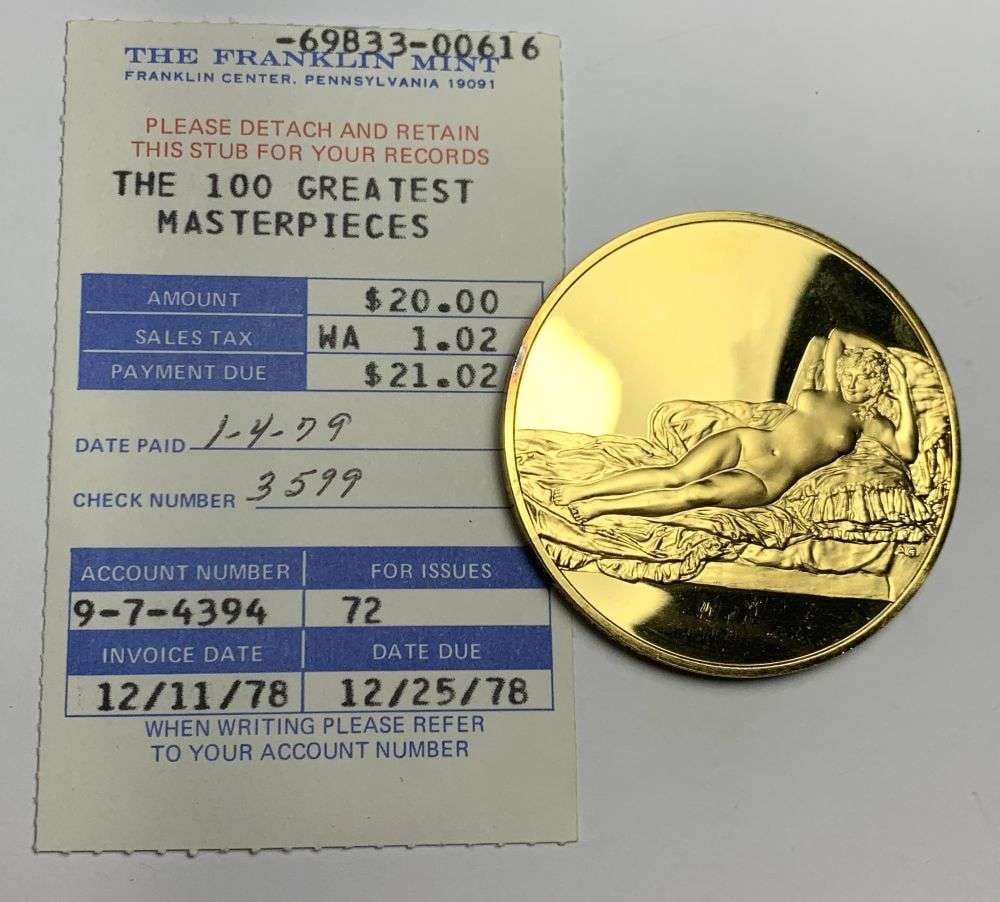 -69833-00616
THE FRANKLIN MINT
FRANKLIN CENTER, PENNSYLVANIA 19091
PLEASE DETACH AND RETAIN
THIS STUB FOR YOUR RECORDS
THE 100 GREATEST
MASTERPIECES
AMOUNT $20.00
SALES TAX WA 1.02
PAYMENT DUE $21.02
DATE PAID 1-4-79
CHECK NUMBER 3599
ACCOUNT NUMBER FOR ISSUES
9-7-4394 72
INVOICE DATE DATE DUE
12/11/78 12/25/78
WHEN WRITING PLEASE REFER
TO YOUR ACCOUNT NUMBER